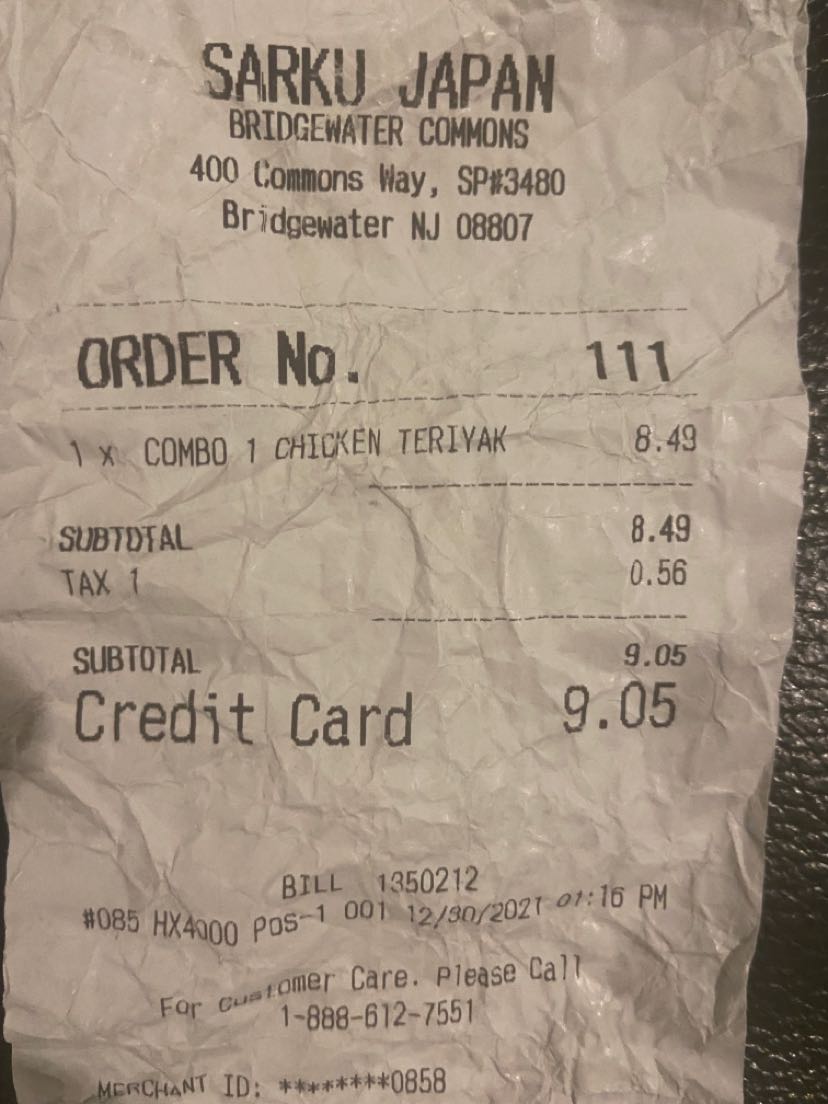 SARKU JAPAN
BRIDGEWATER COMMONS
400 Commons Way, SP#3480
Bridgewater NJ 08807
ORDER No. 111
1 x COMBO 1 CHICKEN TERIYAK 8.49
SUBTOTAL 8.49
TAX 1 0.56
SUBTOTAL 9.05
Credit Card 9.05
BILL 1350212
#085 HX4000 POS-1 001 12/30/2021 01:16 PM
For Customer Care. Please Call
1-888-612-7551
MERCHANT ID: ********0858